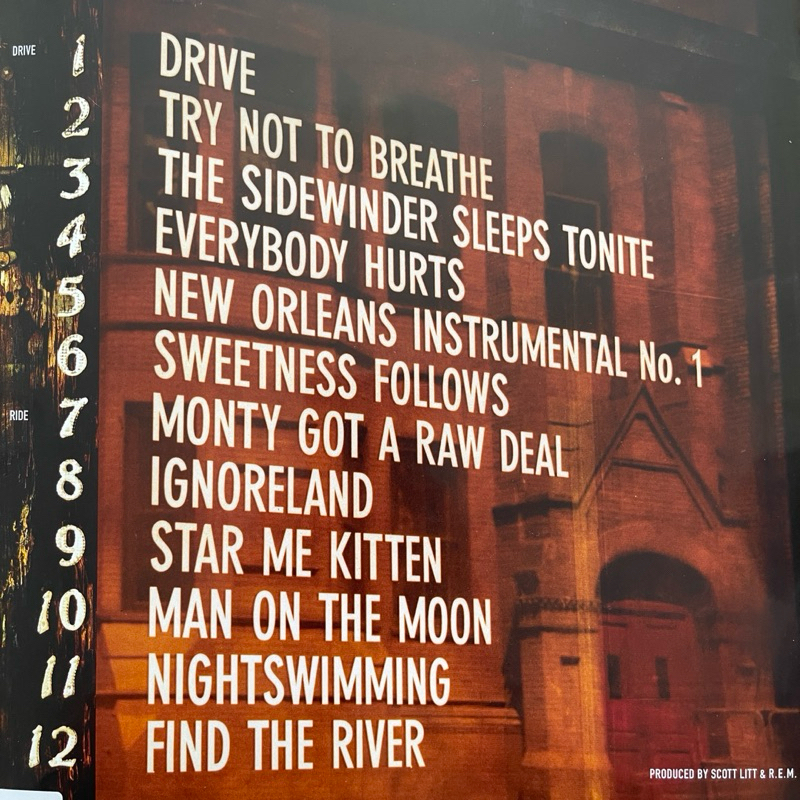 DRIVE
1 DRIVE
2 TRY NOT TO BREATHE
3 THE SIDEWINDER SLEEPS TONITE
4 EVERYBODY HURTS
5 NEW ORLEANS INSTRUMENTAL No. 1
6 SWEETNESS FOLLOWS
RIDE
7 MONTY GOT A RAW DEAL
8 IGNORELAND
9 STAR ME KITTEN
10 MAN ON THE MOON
11 NIGHTSWIMMING
12 FIND THE RIVER
PRODUCED BY SCOTT LITT & R.E.M.